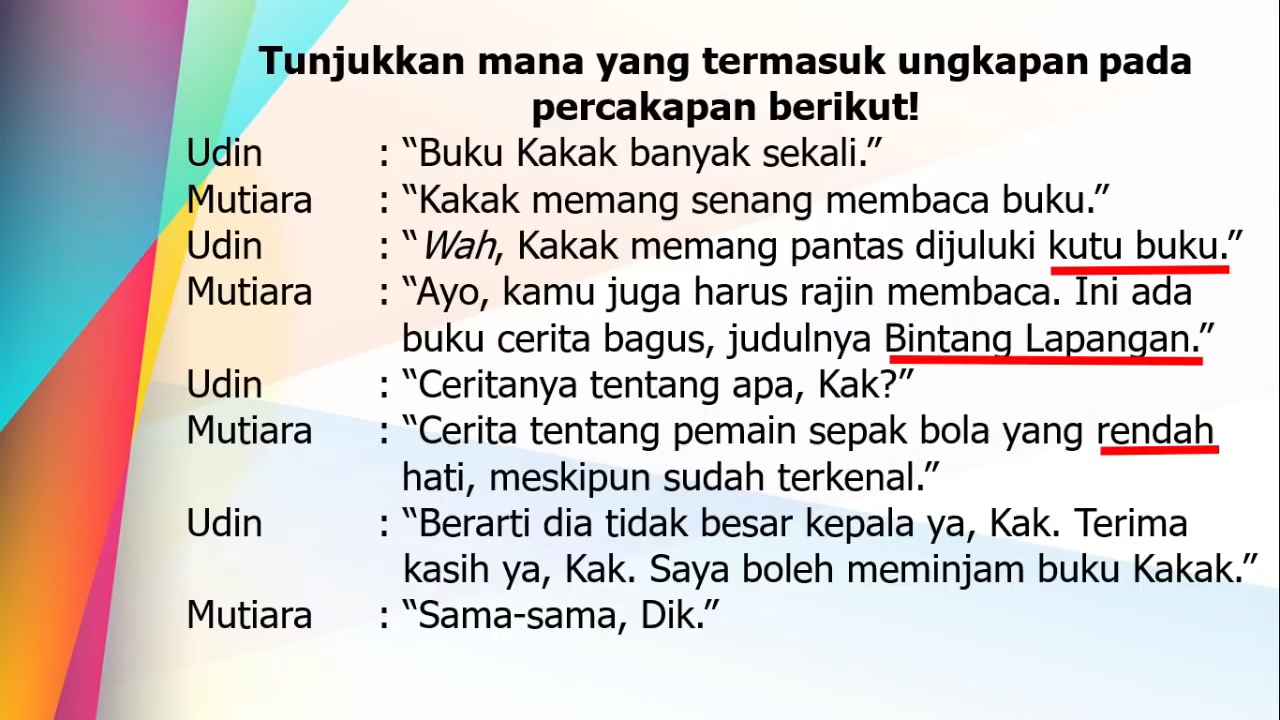 Tunjukkan mana yang termasuk ungkapan pada
percakapan berikut!
Udin : “Buku Kakak banyak sekali.”
Mutiara : “Kakak memang senang membaca buku.”
Udin : “Wah, Kakak memang pantas dijuluki kutu buku.”
Mutiara : “Ayo, kamu juga harus rajin membaca. Ini ada
buku cerita bagus, judulnya Bintang Lapangan.”
Udin : “Ceritanya tentang apa, Kak?”
Mutiara : “Cerita tentang pemain sepak bola yang rendah
hati, meskipun sudah terkenal.”
Udin : “Berarti dia tidak besar kepala ya, Kak. Terima
kasih ya, Kak. Saya boleh meminjam buku Kakak.”
Mutiara : “Sama-sama, Dik.”